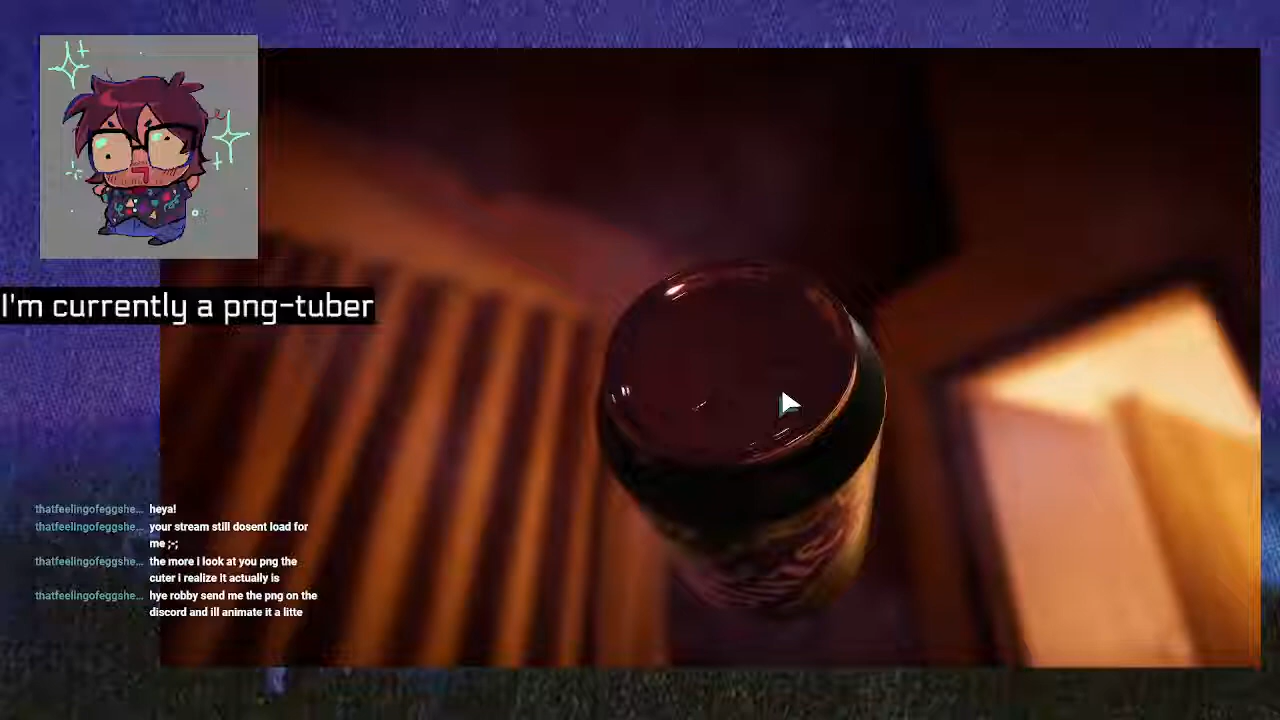 I'm currently a png-tuber
thatfeelingofeggshe... heya!
thatfeelingofeggshe... your stream still dosent load for
me ;-;
thatfeelingofeggshe... the more i look at you png the
cuter i realize it actually is
thatfeelingofeggshe... hye robby send me the png on the
discord and ill animate it a litte